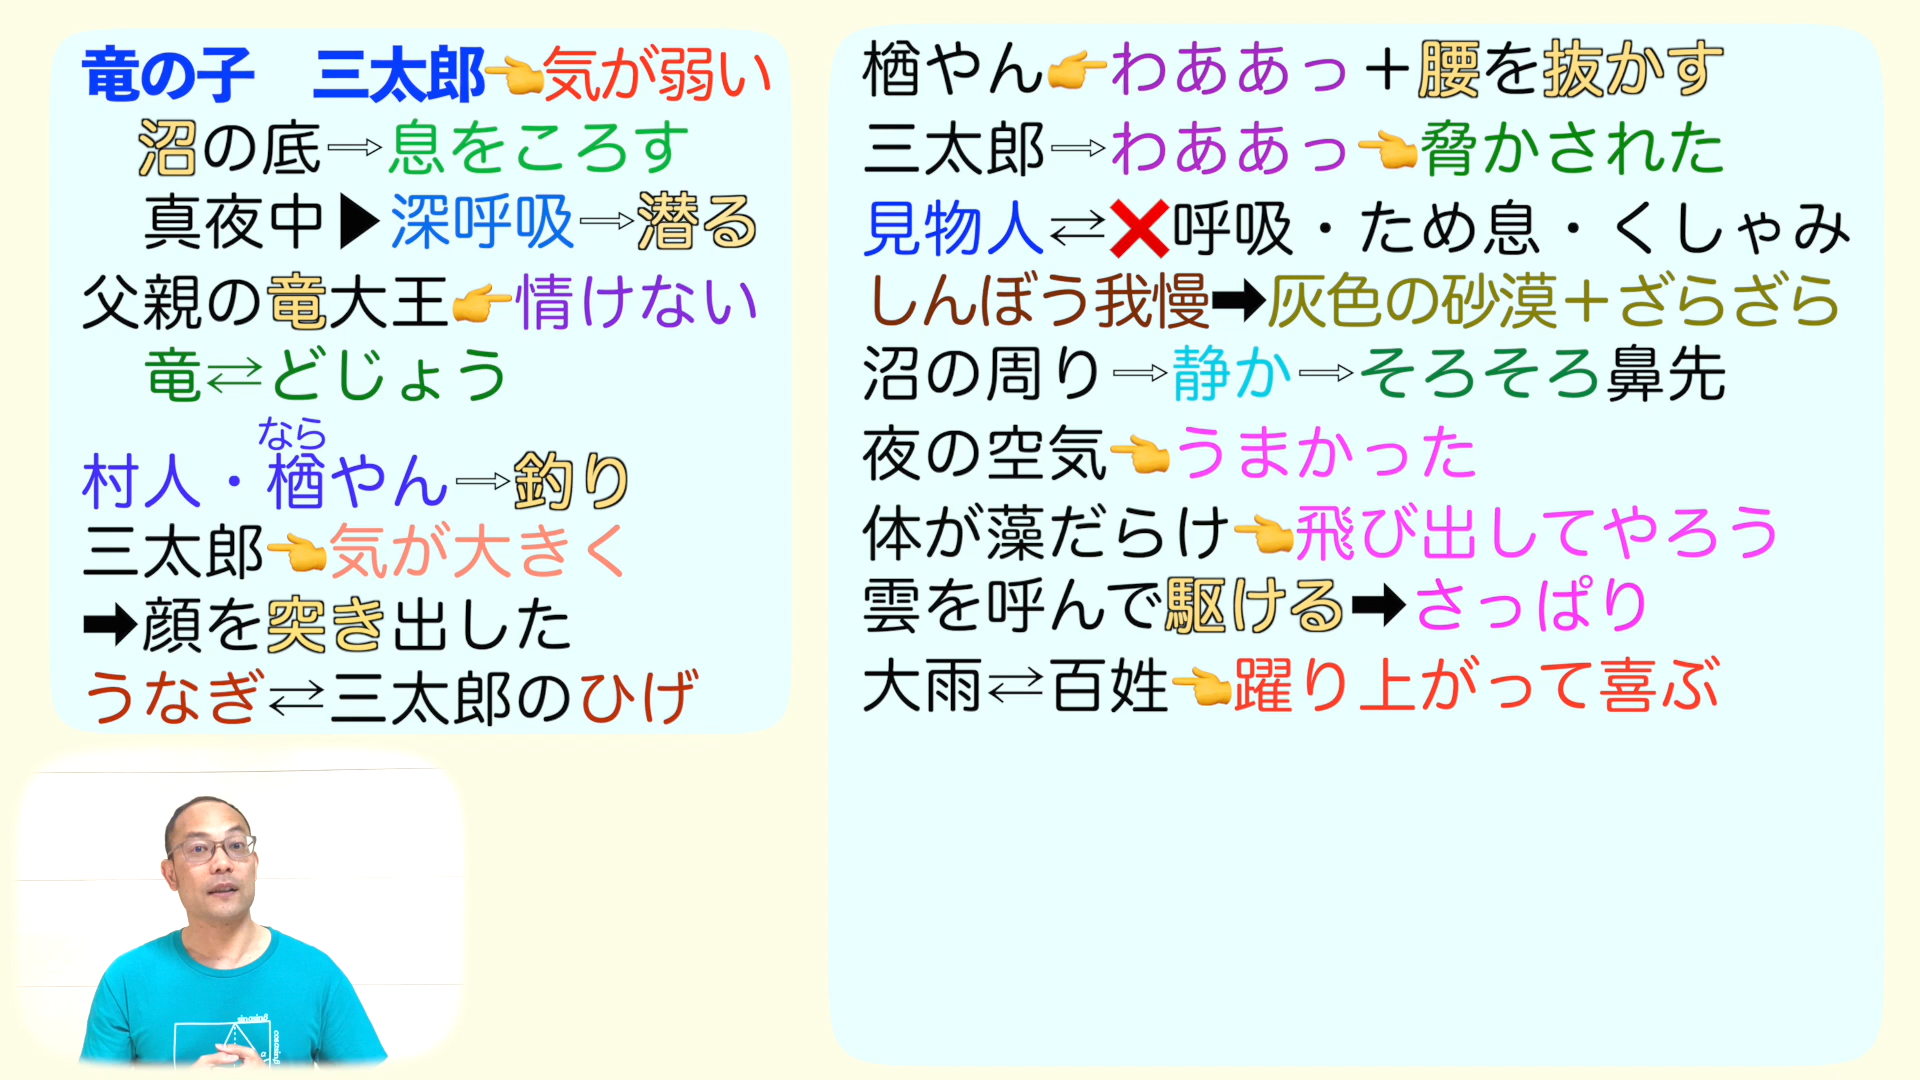 竜の子　三太郎👈気が弱い
沼の底⇨息をころす
真夜中▶深呼吸⇨潜る
父親の竜大王👉情けない
竜⇄どじょう
なら
村人・楢やん⇨釣り
三太郎👈気が大きく
➡顔を突き出した
うなぎ⇄三太郎のひげ
楢やん👉わああっ＋腰を抜かす
三太郎⇨わああっ👈脅かされた
見物人⇄❌呼吸・ため息・くしゃみ
しんぼう我慢➡灰色の砂漠＋ざらざら
沼の周り⇨静か⇨そろそろ鼻先
夜の空気👈うまかった
体が藻だらけ👈飛び出してやろう
雲を呼んで駆ける➡さっぱり
大雨⇄百姓👈躍り上がって喜ぶ